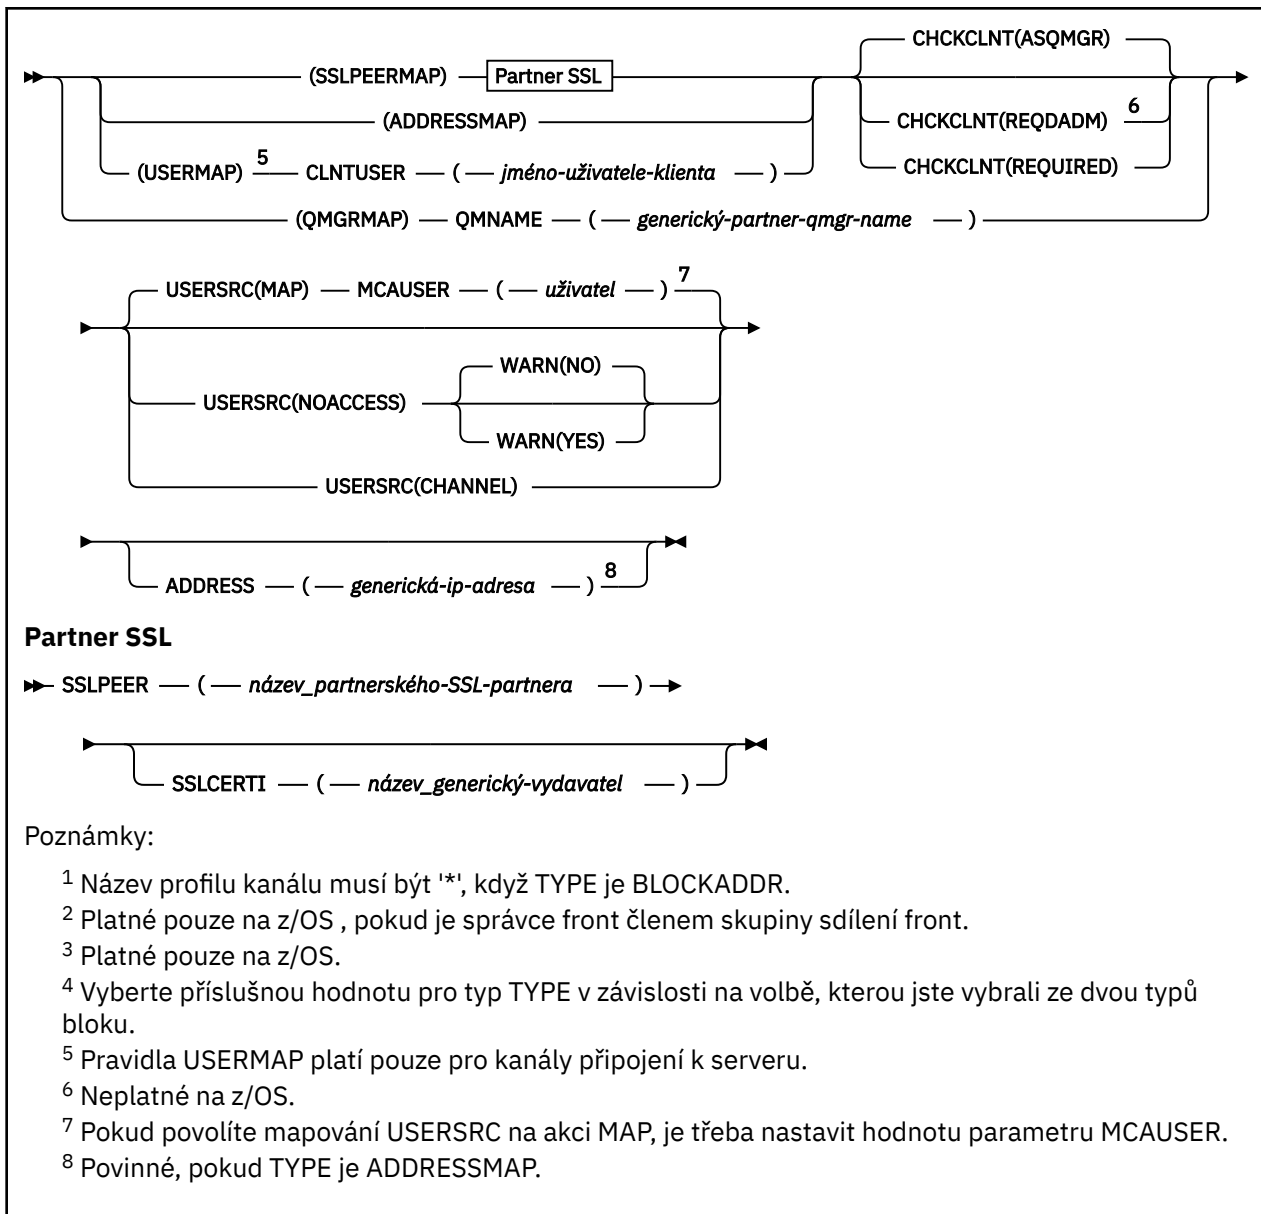 CHCKCLNT(ASQMGR)
(SSLPEERMAP) Partner SSL
(ADDRESSMAP)
CHCKCLNT(REQDADM) 6
(USERMAP) 5 CLNTUSER ( jméno-uživatele-klienta )
CHCKCLNT(REQUIRED)
(QMGRMAP) QMNAME ( generický-partner-qmgr-name )
USERSRC(MAP) MCAUSER ( uživatel ) 7
WARN(NO)
USERSRC(NOACCESS)
WARN(YES)
USERSRC(CHANNEL)
ADDRESS ( generická-ip-adresa ) 8
Partner SSL
SSLPEER ( název_partnerského-SSL-partnera )
SSLCERTI ( název_generický-vydavatel )
Poznámky:
1 Název profilu kanálu musí být '*', když TYPE je BLOCKADDR.
2 Platné pouze na z/OS , pokud je správce front členem skupiny sdílení front.
3 Platné pouze na z/OS.
4 Vyberte příslušnou hodnotu pro typ TYPE v závislosti na volbě, kterou jste vybrali ze dvou typů
bloku.
5 Pravidla USERMAP platí pouze pro kanály připojení k serveru.
6 Neplatné na z/OS.
7 Pokud povolíte mapování USERSRC na akci MAP, je třeba nastavit hodnotu parametru MCAUSER.
8 Povinné, pokud TYPE je ADDRESSMAP.